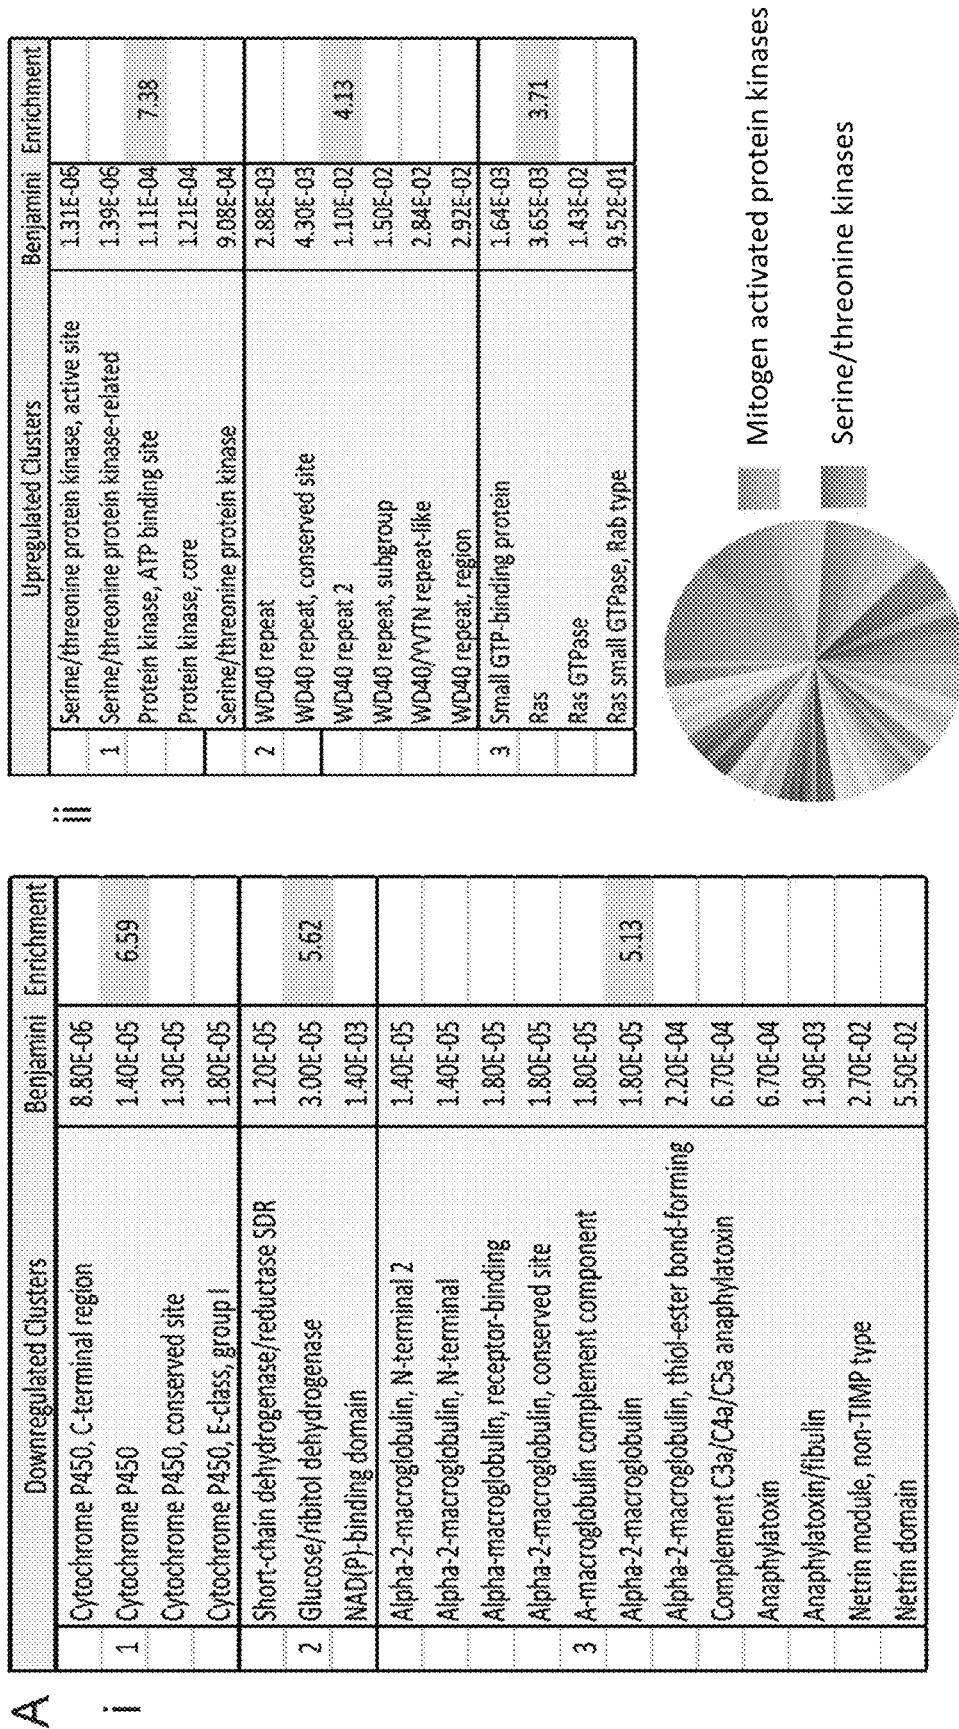 A
i
Downregulated Clusters Benjamini Enrichment
1 6.59
Cytochrome P450, C-terminal region 8.80E-06
Cytochrome P450 1.40E-05
Cytochrome P450, conserved site 1.30E-05
Cytochrome P450, E-class, group I 1.80E-05
2 5.62
Short-chain dehydrogenase/reductase SDR 1.20E-05
Glucose/ribitol dehydrogenase 3.00E-05
NAD(P)-binding domain 1.40E-03
3 5.13
Alpha-2-macroglobulin, N-terminal 2 1.40E-05
Alpha-2-macroglobulin, N-terminal 1.40E-05
Alpha-macroglobulin, receptor-binding 1.80E-05
Alpha-2-macroglobulin, conserved site 1.80E-05
A-macroglobulin complement component 1.80E-05
Alpha-2-macroglobulin 1.80E-05
Alpha-2-macroglobulin, thiol-ester bond-forming 2.20E-04
Complement C3a/C4a/C5a anaphylatoxin 6.70E-04
Anaphylatoxin 6.70E-04
Anaphylatoxin/fibulin 1.90E-03
Netrin module, non-TIMP type 2.70E-02
Netrin domain 5.50E-02
ii
Upregulated Clusters Benjamini Enrichment
1 7.38
Serine/threonine protein kinase, active site 1.31E-06
Serine/threonine protein kinase-related 1.39E-06
Protein kinase, ATP binding site 1.11E-04
Protein kinase, core 1.21E-04
Serine/threonine protein kinase 9.08E-04
2 4.13
WD40 repeat 2.88E-03
WD40 repeat, conserved site 4.30E-03
WD40 repeat 2 1.10E-02
WD40 repeat, subgroup 1.50E-02
WD40/YVTN repeat-like 2.84E-02
WD40 repeat, region 2.92E-02
3 3.71
Small GTP-binding protein 1.64E-03
Ras 3.65E-03
Ras GTPase 1.43E-02
Ras small GTPase, Rab type 9.52E-01
Mitogen activated protein kinases
Serine/threonine kinases